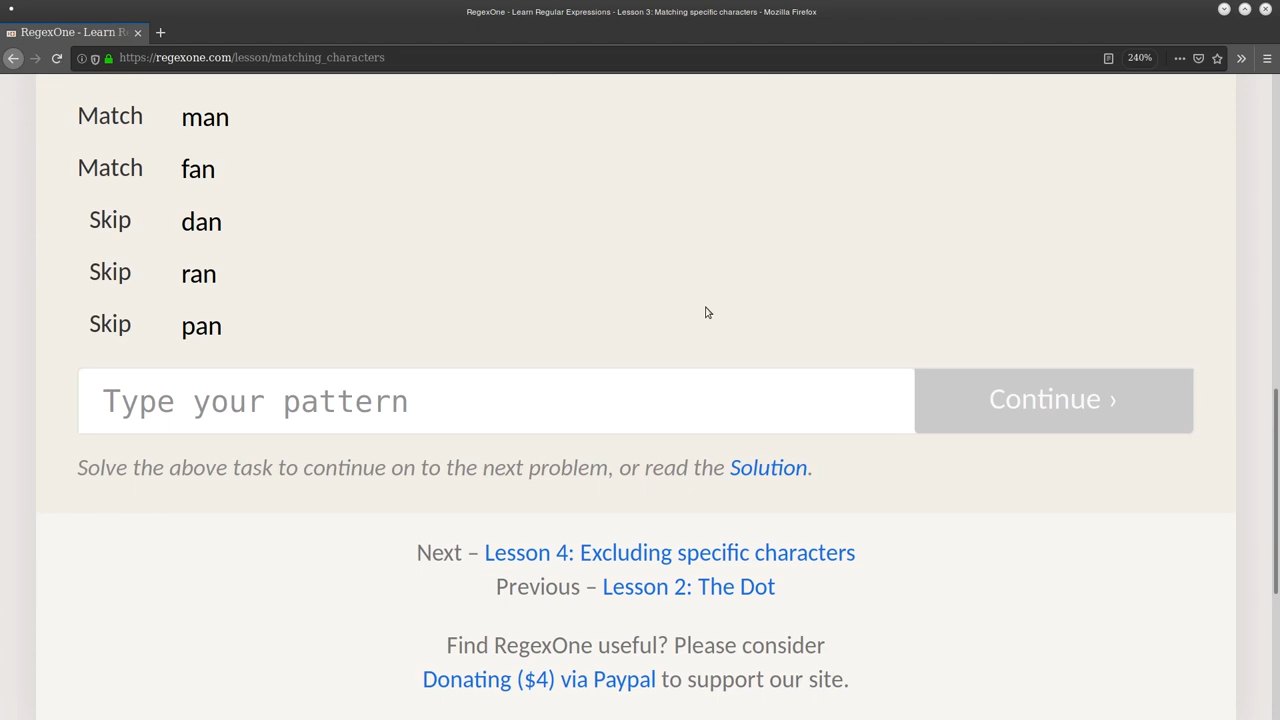 RegexOne - Learn Regular Expressions - Lesson 3: Matching specific characters - Mozilla Firefox
RegexOne - Learn R
https://regexone.com/lesson/matching_characters
240%
Match man
Match fan
Skip dan
Skip ran
Skip pan
Type your pattern
Continue ›
Solve the above task to continue on to the next problem, or read the Solution.
Next – Lesson 4: Excluding specific characters
Previous – Lesson 2: The Dot
Find RegexOne useful? Please consider
Donating ($4) via Paypal to support our site.